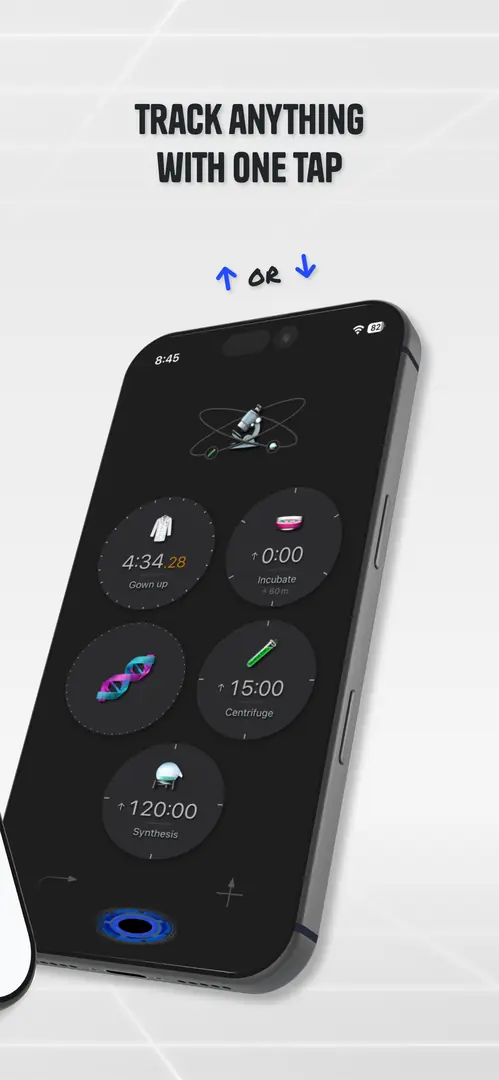 TRACK ANYTHING
WITH ONE TAP
↑ OR ↓
8:45
82
4:34.28
Gown up
↑0:00
Incubate
^ 60 m
↑15:00
Centrifuge
↑120:00
Synthesis